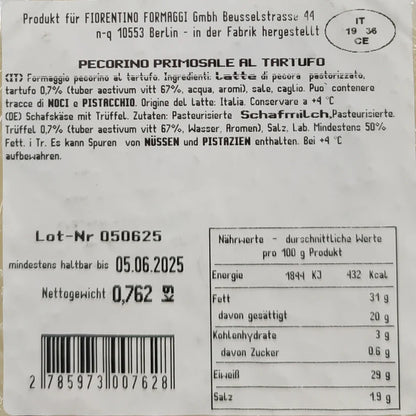 Produkt für FIORENTINO FORMAGGI Gmbh Beusselstrasse 44
n-q 10553 Berlin - in der Fabrik hergestellt
IT
19 36
CE
PECORINO PRIMOSALE AL TARTUFO
(IT) Formaggio pecorino al tartufo. Ingredienti: Latte di pecora pastorizzato,
tartufo 0,7% (tuber aestivum vitt 67%, acqua, aromi), sale, caglio. Puo` contenere
tracce di NOCI e PISTACCHIO. Origine del latte: Italia. Conservare a +4 °C
(DE) Schafskäse mit Trüffel. Zutaten: Pasteurisierte Schafmilch,Pasteurisierte.
Trüffel 0,7% (tuber aestivum vitt 67%, Wasser, Aromen), Salz, Lab. Mindestens 50%
Fett. i Tr. Es kann Spuren von NÜSSEN und PISTAZIEN enthalten. Bei +4 °C
aufbewahren.
Lot-Nr 050625
mindestens haltbar bis 05.06.2025
Nettogewicht 0,762 kg
2 785973 007628
Nährwerte - durschnittliche Werte
pro 100 g Produkt
Energie 1844 KJ 432 Kcal
Fett 31 g
davon gesättigt 20 g
Kohlenhydrate 3 g
davon Zucker 0.6 g
Eiweiß 29 g
Salz 1.9 g